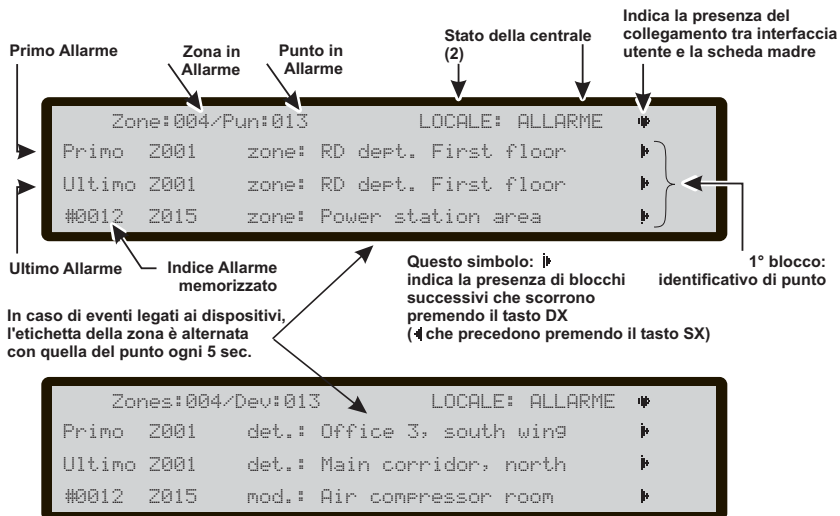 Primo Allarme
Zona in
Allarme
Punto in
Allarme
Stato della centrale
(2)
Indica la presenza del
collegamento tra interfaccia
utente e la scheda madre
Zone:004/Pun:013 LOCALE: ALLARME
Primo Z001 zone: RD dept. First floor
Ultimo Z001 zone: RD dept. First floor
#0012 Z015 zone: Power station area
Ultimo Allarme
Indice Allarme
memorizzato
Questo simbolo:
indica la presenza di blocchi
successivi che scorrono
premendo il tasto DX
( che precedono premendo il tasto SX)
1° blocco:
identificativo di punto
In caso di eventi legati ai dispositivi,
l'etichetta della zona è alternata
con quella del punto ogni 5 sec.
Zones:004/Dev:013 LOCALE: ALLARME
Primo Z001 det.: Office 3, south wing
Ultimo Z001 det.: Main corridor, north
#0012 Z015 mod.: Air compressor room